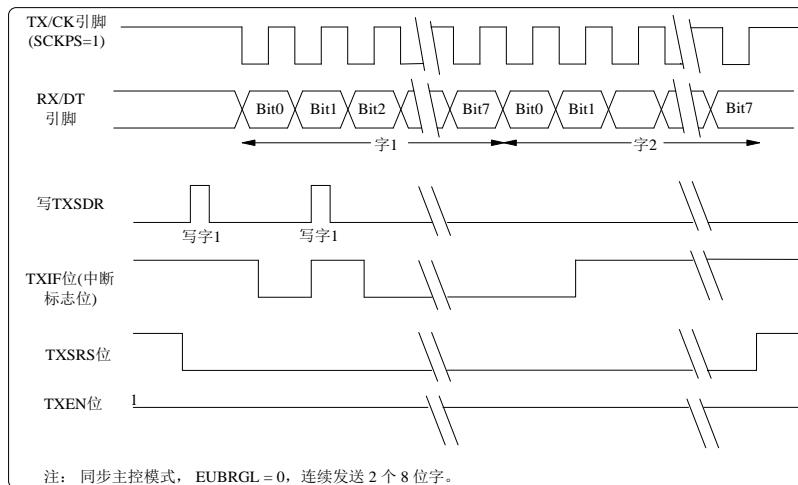 TX/CK引脚
(SCKPS=1)
RX/DT
引脚
Bit0 Bit1 Bit2 Bit7 Bit0 Bit1 Bit7
字1 字2
写TXSDR
写字1 写字1
TXIF位(中断
标志位)
TXSRS位
TXEN位 1
注： 同步主控模式， EUBRGL = 0，连续发送 2 个 8 位字。